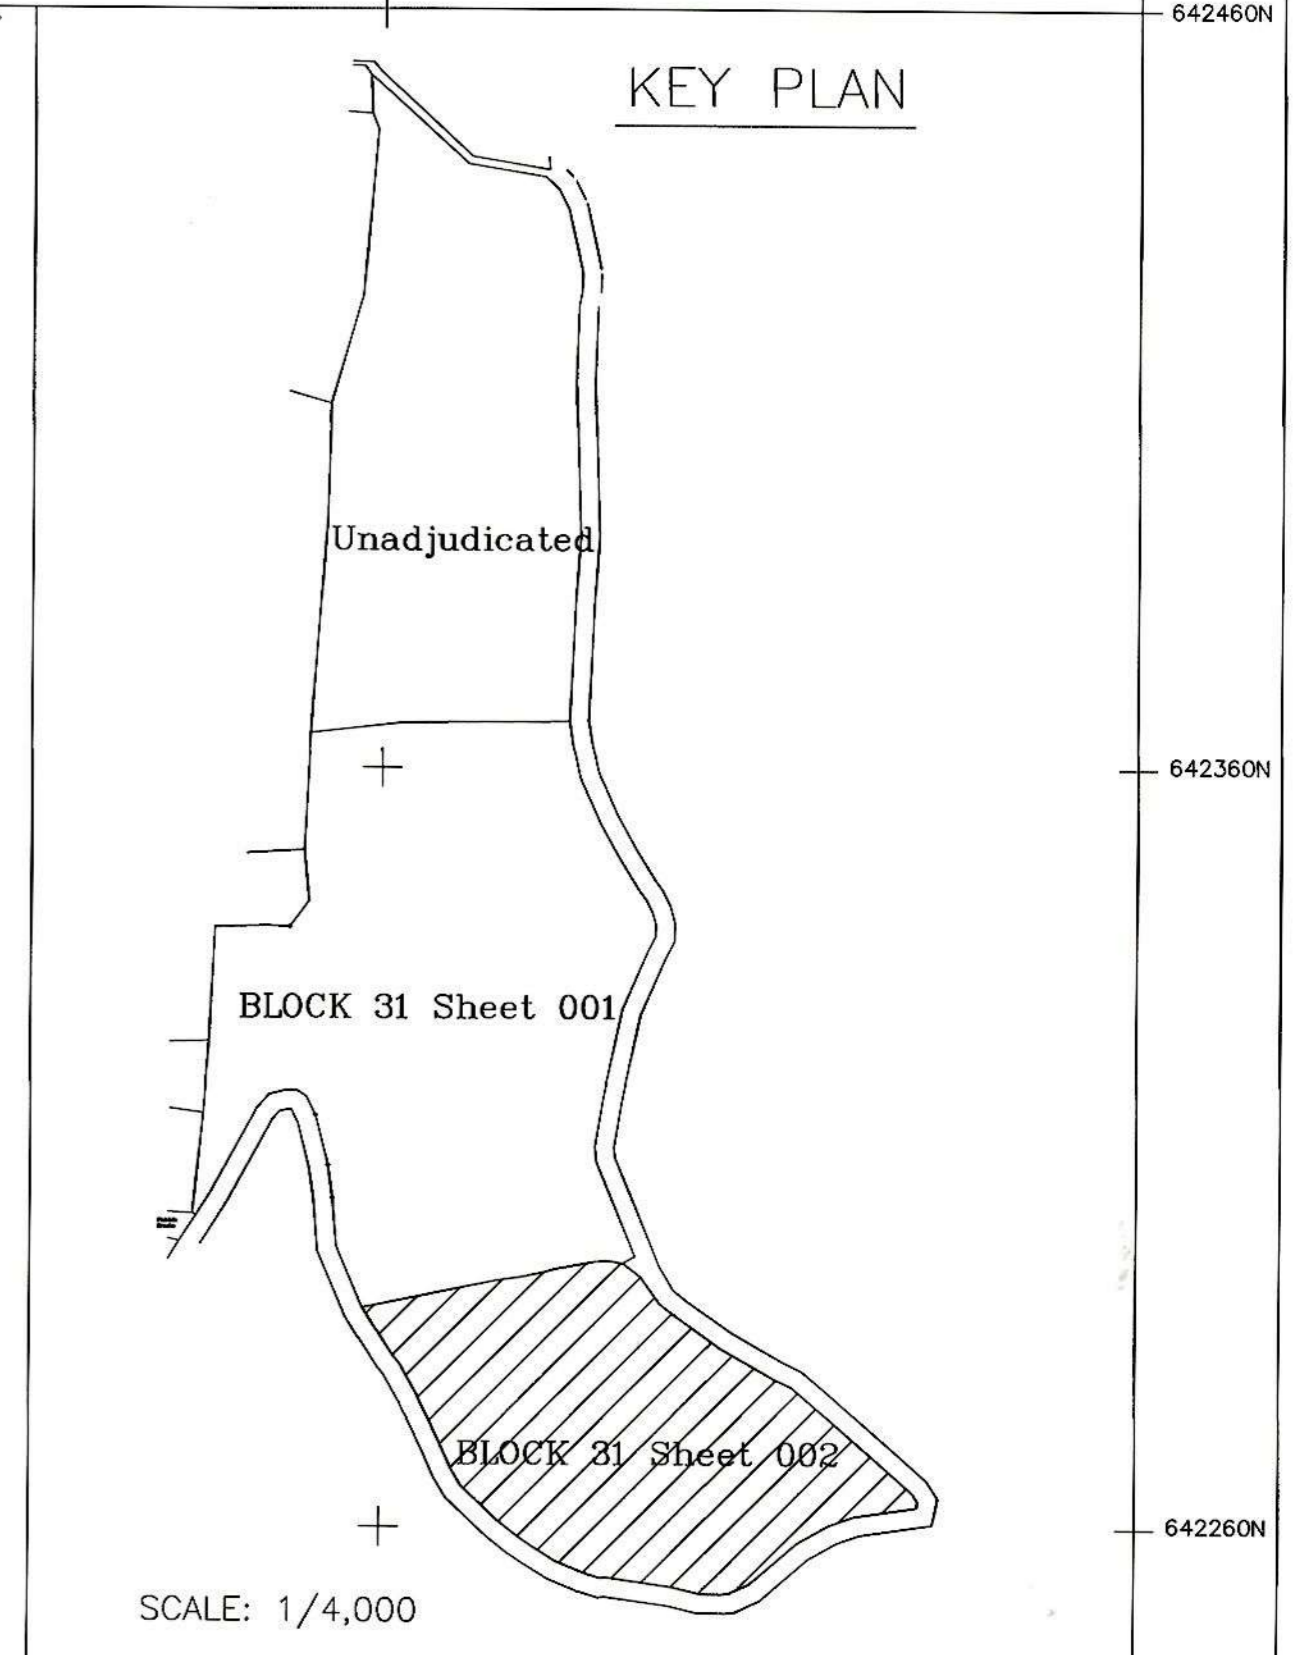 642460N
KEY PLAN
Unadjudicated
642360N
BLOCK 31 Sheet 001
BLOCK 31 Sheet 002
642260N
SCALE: 1/4,000